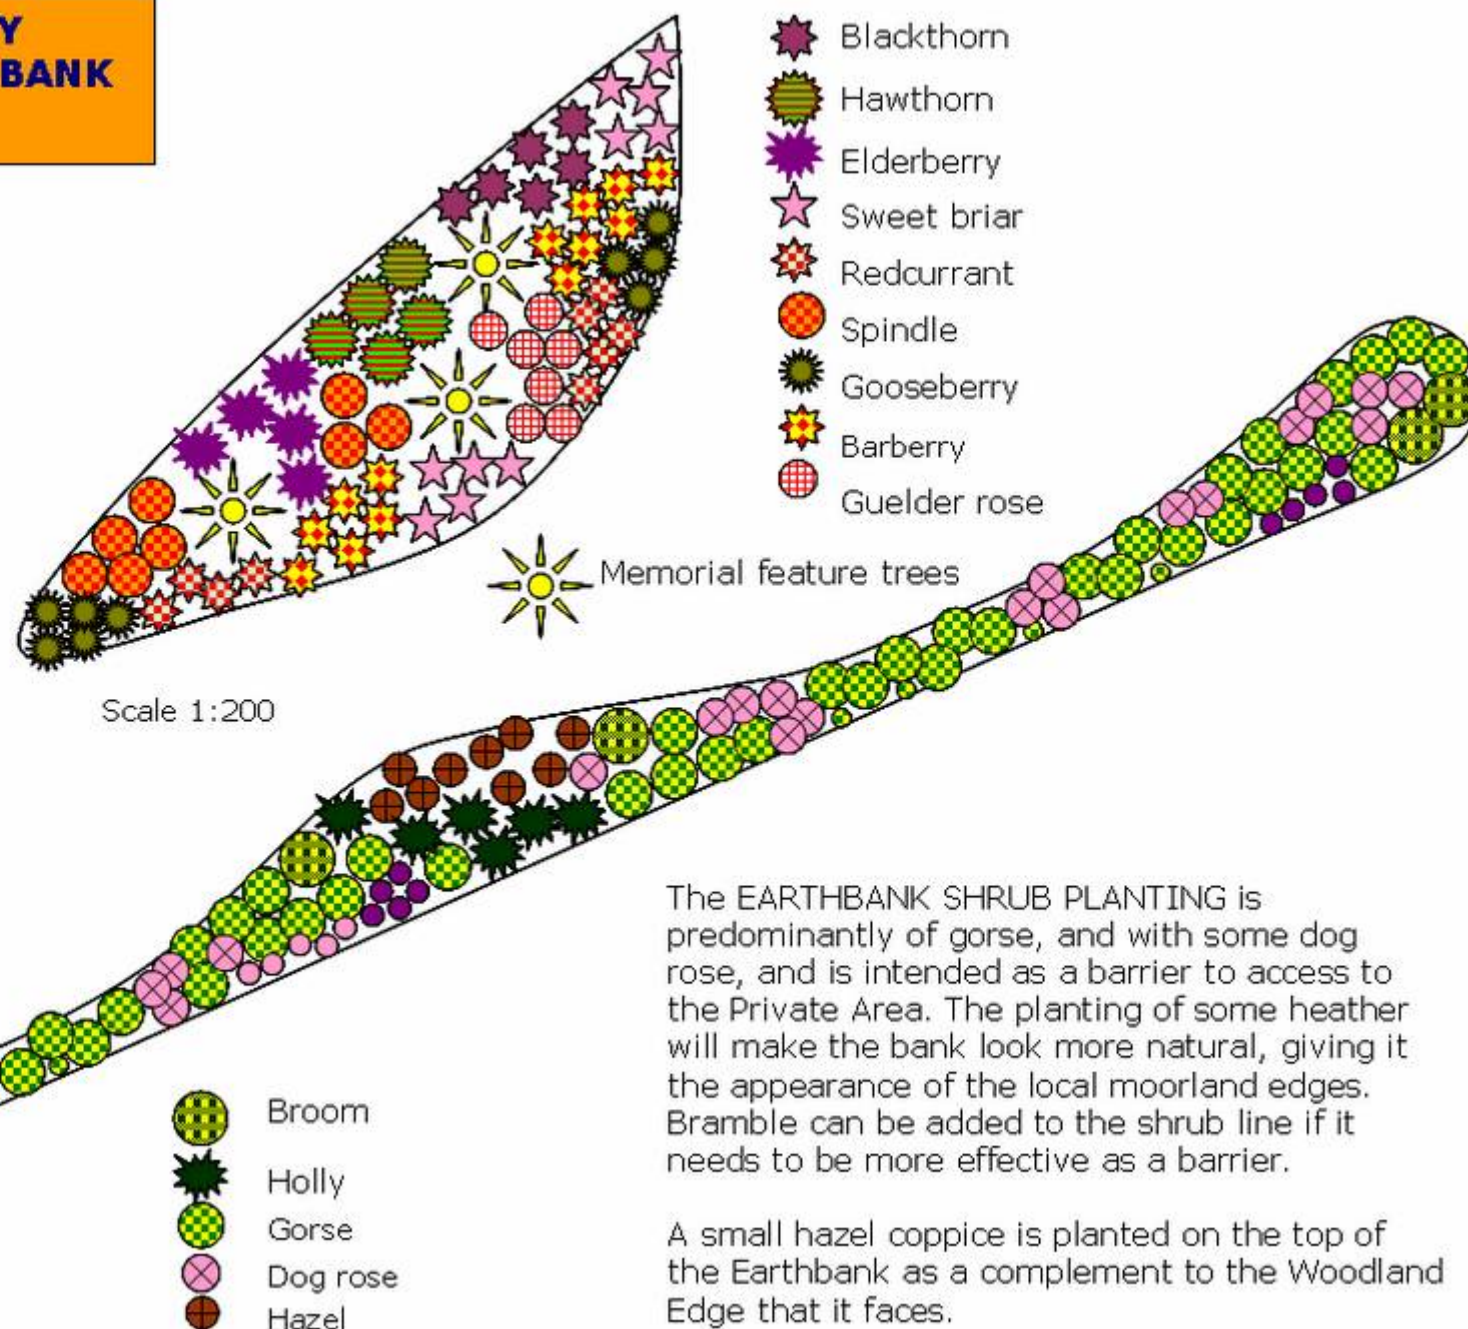 Y
BANK
Blackthorn
Hawthorn
Elderberry
Sweet briar
Redcurrant
Spindle
Gooseberry
Barberry
Guelder rose
Memorial feature trees
Scale 1:200
The EARTHBANK SHRUB PLANTING is
predominantly of gorse, and with some dog
rose, and is intended as a barrier to access to
the Private Area. The planting of some heather
will make the bank look more natural, giving it
the appearance of the local moorland edges.
Bramble can be added to the shrub line if it
needs to be more effective as a barrier.
A small hazel coppice is planted on the top of
the Earthbank as a complement to the Woodland
Edge that it faces.
Broom
Holly
Gorse
Dog rose
Hazel